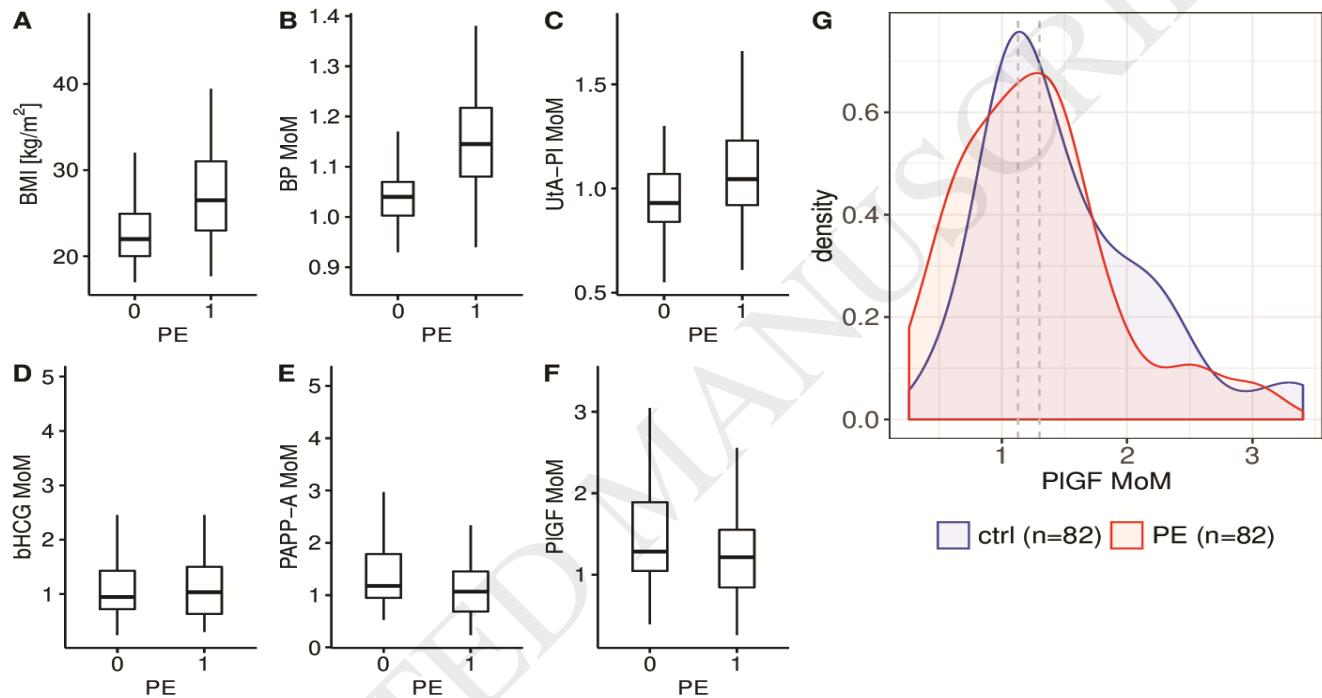 A
BMI [kg/m²]
40
30
20
0 1
PE
B
BP MoM
1.4
1.3
1.2
1.1
1.0
0.9
0 1
PE
C
UtA-PI MoM
1.5
1.0
0.5
0 1
PE
D
bHCG MoM
5
4
3
2
1
0 1
PE
E
PAPP-A MoM
5
4
3
2
1
0
0 1
PE
F
PlGF MoM
3
2
1
0 1
PE
G
density
0.6
0.4
0.2
0.0
1 2 3
PlGF MoM
ctrl (n=82) PE (n=82)